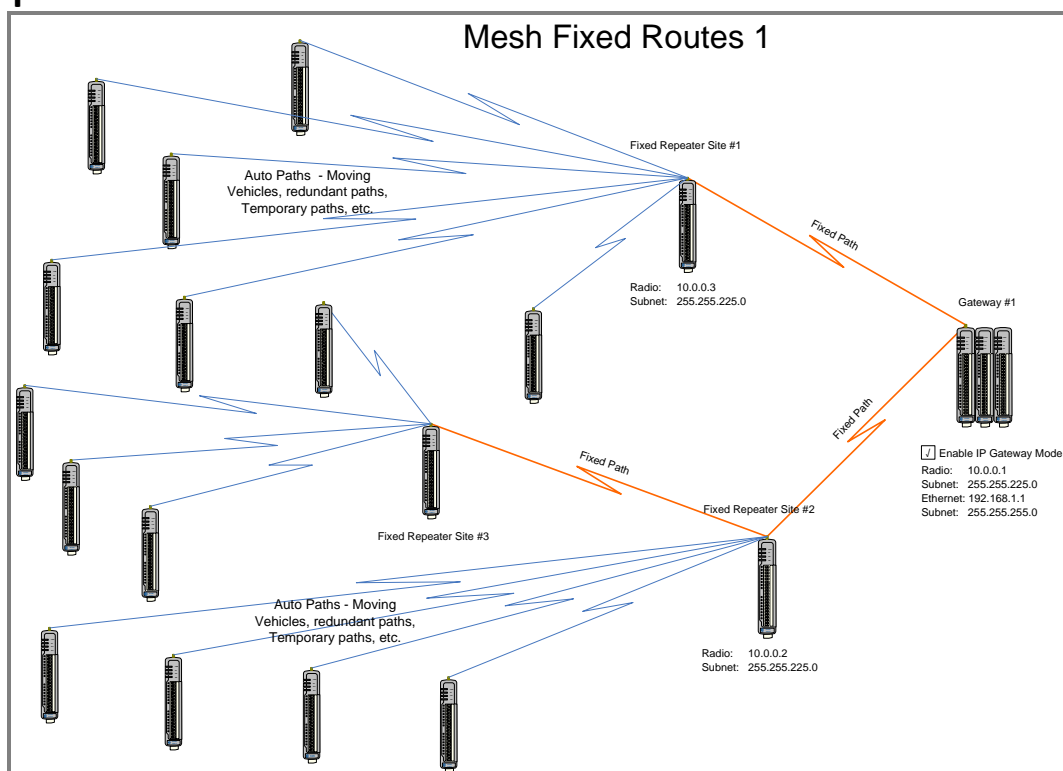 Mesh Fixed Routes 1
Fixed Repeater Site #1
Auto Paths - Moving
Vehicles, redundant paths,
Temporary paths, etc.
Fixed Path
Radio: 10.0.0.3
Subnet: 255.255.225.0
Gateway #1
Fixed Path
√ Enable IP Gateway Mode
Radio: 10.0.0.1
Subnet: 255.255.225.0
Ethernet: 192.168.1.1
Subnet: 255.255.255.0
Fixed Path
Fixed Repeater Site #3
Fixed Repeater Site #2
Auto Paths - Moving
Vehicles, redundant paths,
Temporary paths, etc.
Radio: 10.0.0.2
Subnet: 255.255.225.0